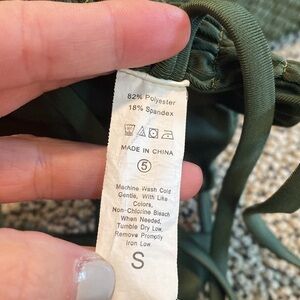 82% Polyester
18% Spandex
MADE IN CHINA
5
Machine Wash Cold
Gentle, With Like
Colors,
Non-Chlorine Bleach
When Needed,
Tumble Dry Low,
Remove Promptly
Iron Low
S